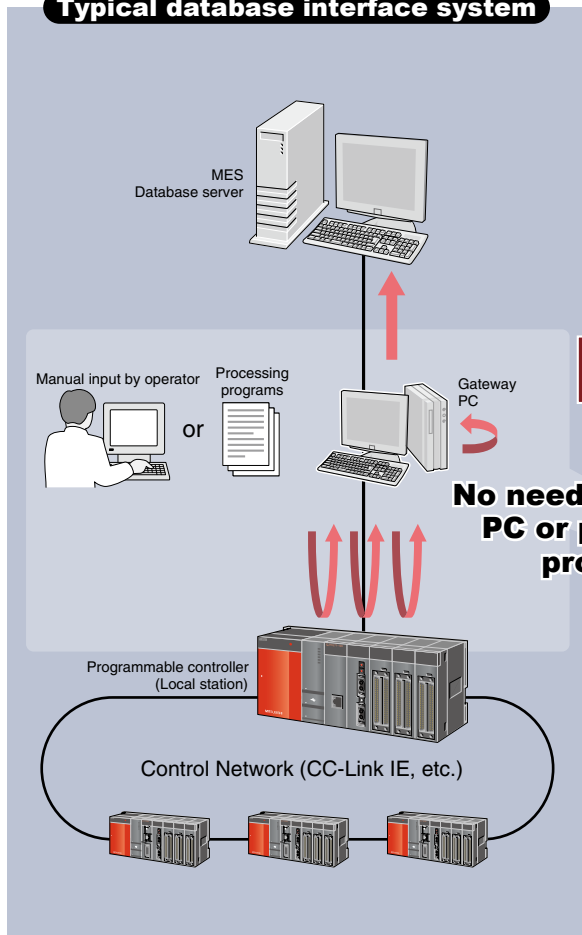 Typical database interface system
MES
Database server
Manual input by operator
or
Processing
programs
Gateway
PC
No need
PC or
Programmable controller
(Local station)
Control Network (CC-Link IE, etc.)